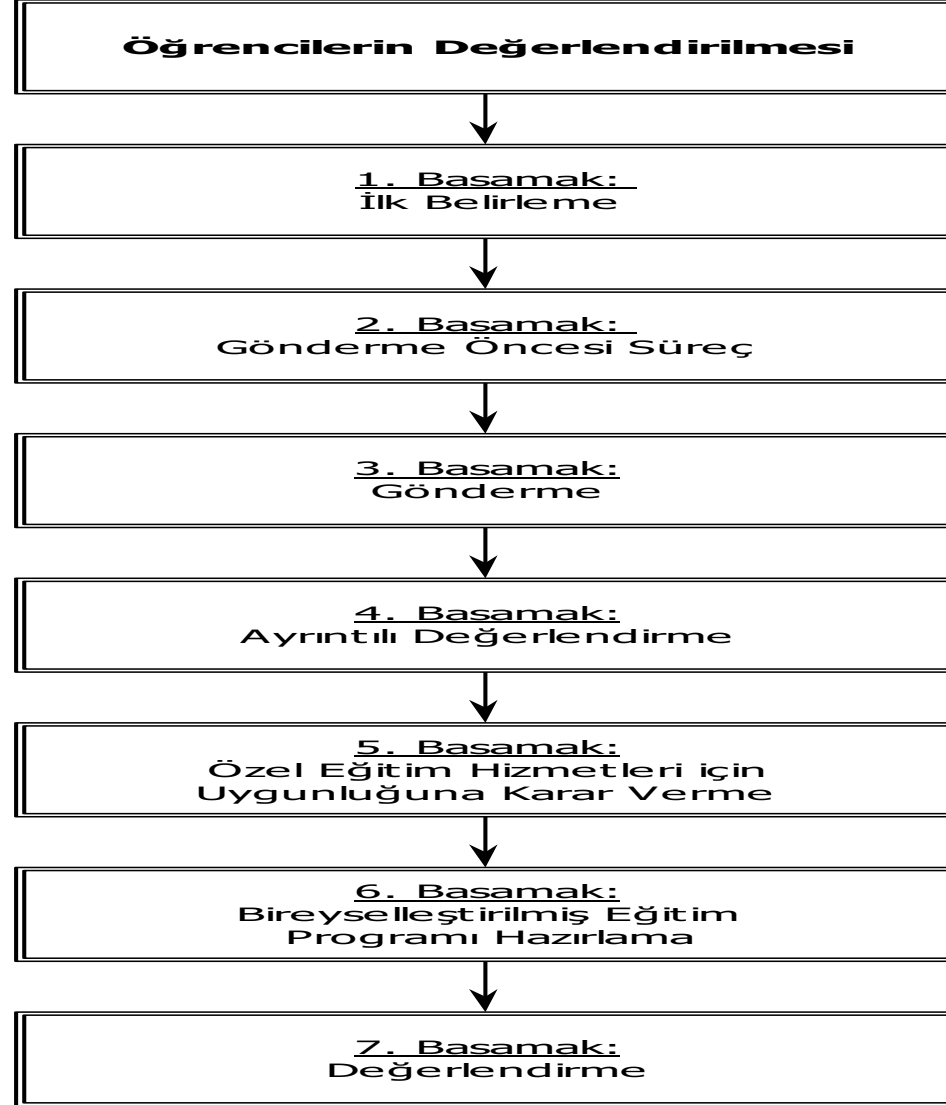 Öğrencilerin Değerlendirilmesi
1. Basamak:
İlk Belirleme
2. Basamak:
Gönderme Öncesi Süreç
3. Basamak:
Gönderme
4. Basamak:
Ayrıntılı Değerlendirme
5. Basamak:
Özel Eğitim Hizmetleri için
Uygunluğuna Karar Verme
6. Basamak:
Bireyselleştirilmiş Eğitim
Programı Hazırlama
7. Basamak:
Değerlendirme